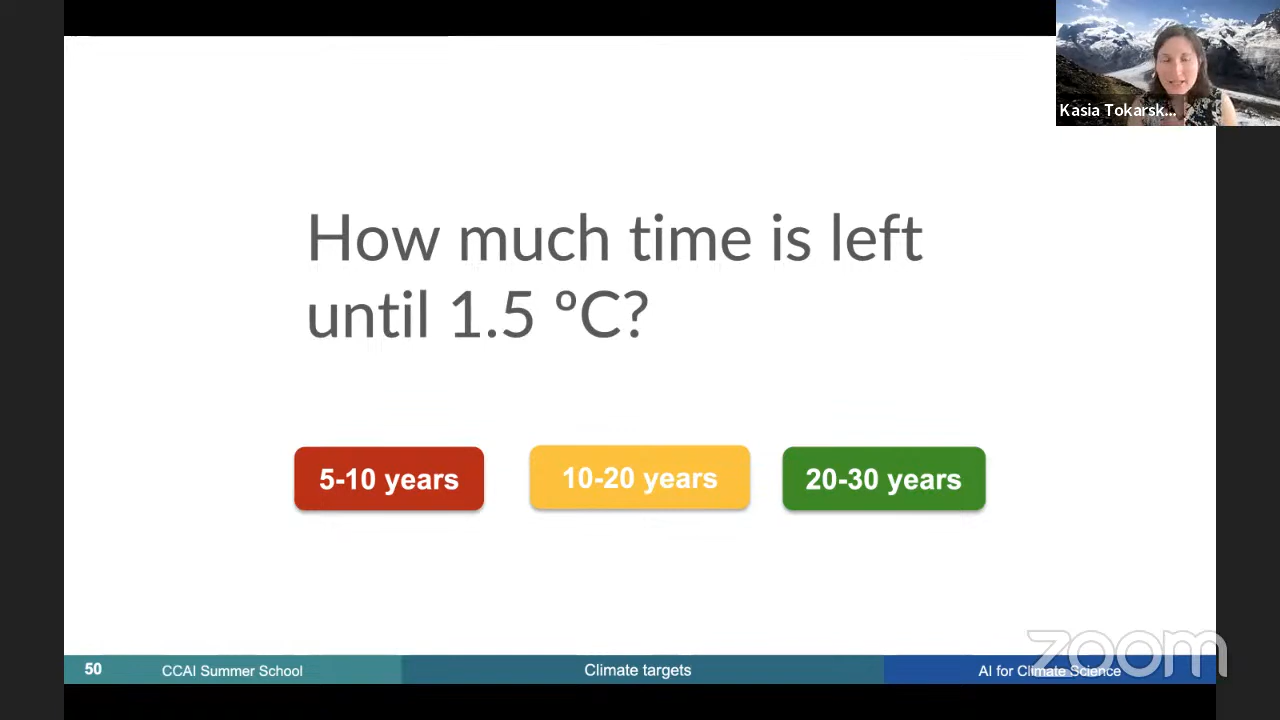 Kasia Tokarsk...
How much time is left
until 1.5 ºC?
5-10 years
10-20 years
20-30 years
zoom
50
CCAI Summer School
Climate targets
AI for Climate Science